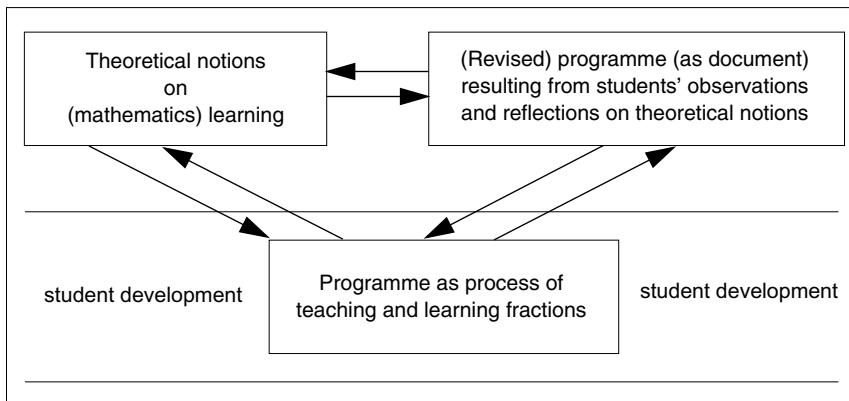 Theoretical notions
on
(mathematics) learning
(Revised) programme (as document)
resulting from students’ observations
and reflections on theoretical notions
student development
Programme as process of
teaching and learning fractions
student development